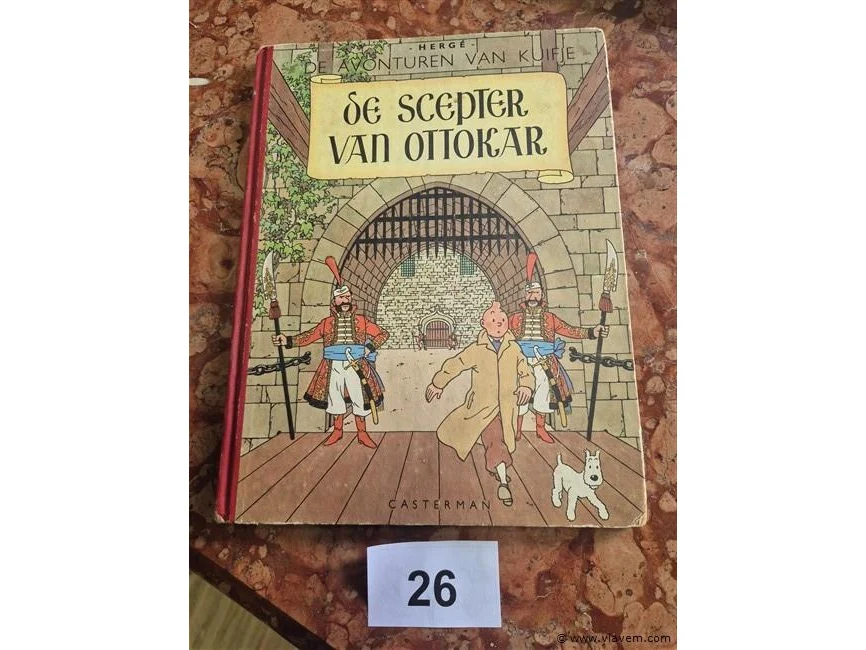 - HERGÉ -
DE AVONTUREN VAN KUIFJE
DE SCEPTER
VAN OTTOKAR
CASTERMAN
26
© www.vlavem.com